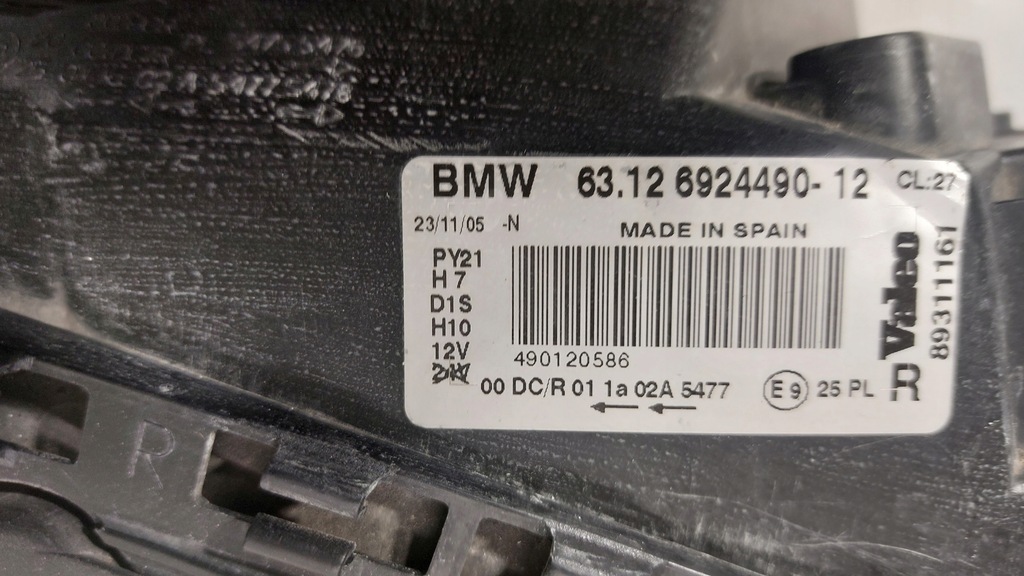 BMW 63.12 6924490-12 CL:27
23/11/05 -N MADE IN SPAIN
PY21
H7
D1S
H10
12V
490120586
00 DC/R 01 1a 02A 5477 E9 25 PL
Valeo R
89311161
R